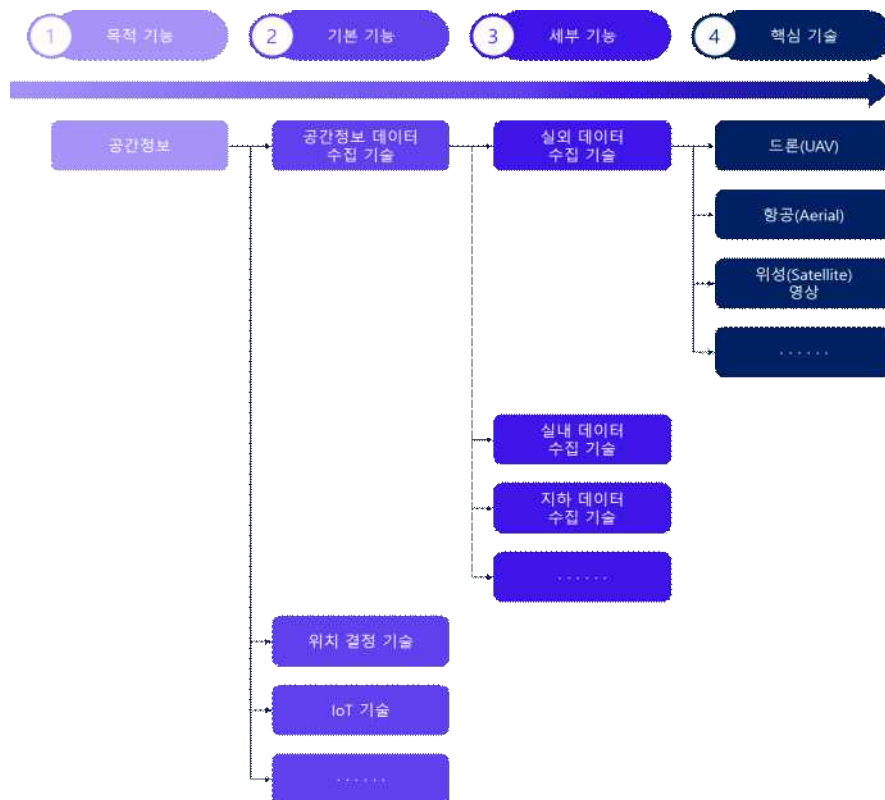 1 목적 기능
2 기본 기능
3 세부 기능
4 핵심 기술
공간정보
공간정보 데이터
수집 기술
실외 데이터
수집 기술
드론(UAV)
항공(Aerial)
위성(Satellite)
영상
· · · · · ·
실내 데이터
수집 기술
지하 데이터
수집 기술
· · · · · ·
위치 결정 기술
IoT 기술
· · · · · ·